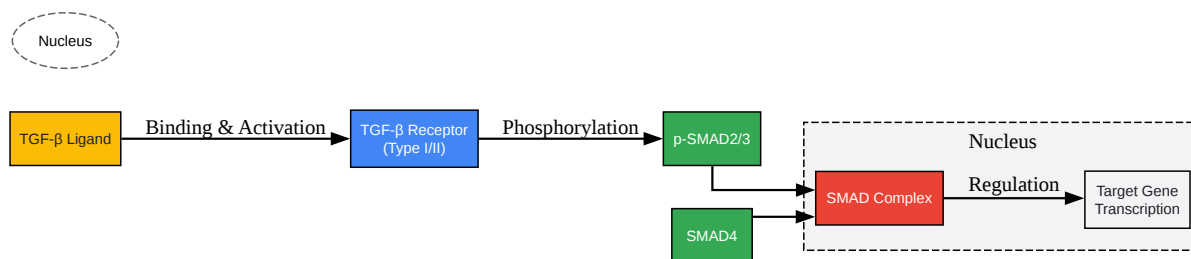 Nucleus
TGF-β Ligand
Binding & Activation
TGF-β Receptor
(Type I/II)
Phosphorylation
p-SMAD2/3
SMAD4
Nucleus
SMAD Complex
Regulation
Target Gene
Transcription